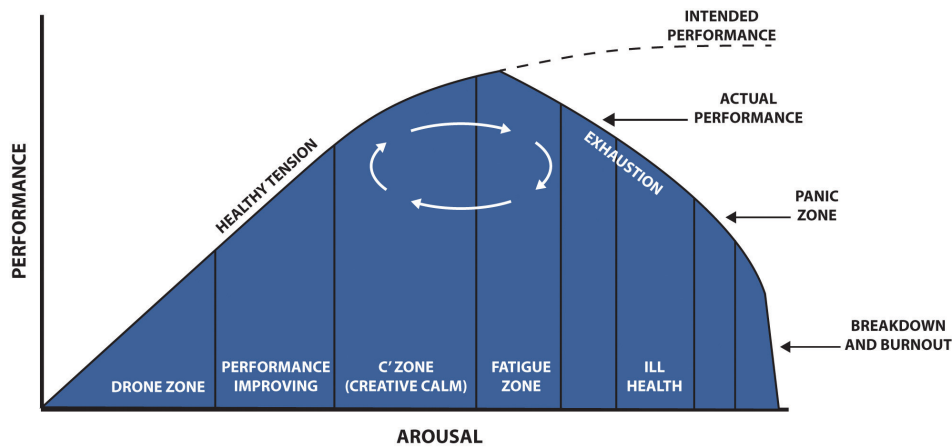 INTENDED
PERFORMANCE
ACTUAL
PERFORMANCE
HEALTHY TENSION
EXHAUSTION
PERFORMANCE
PANIC
ZONE
BREAKDOWN
AND BURNOUT
DRONE ZONE
PERFORMANCE
IMPROVING
C' ZONE
(CREATIVE CALM)
FATIGUE
ZONE
ILL
HEALTH
AROUSAL